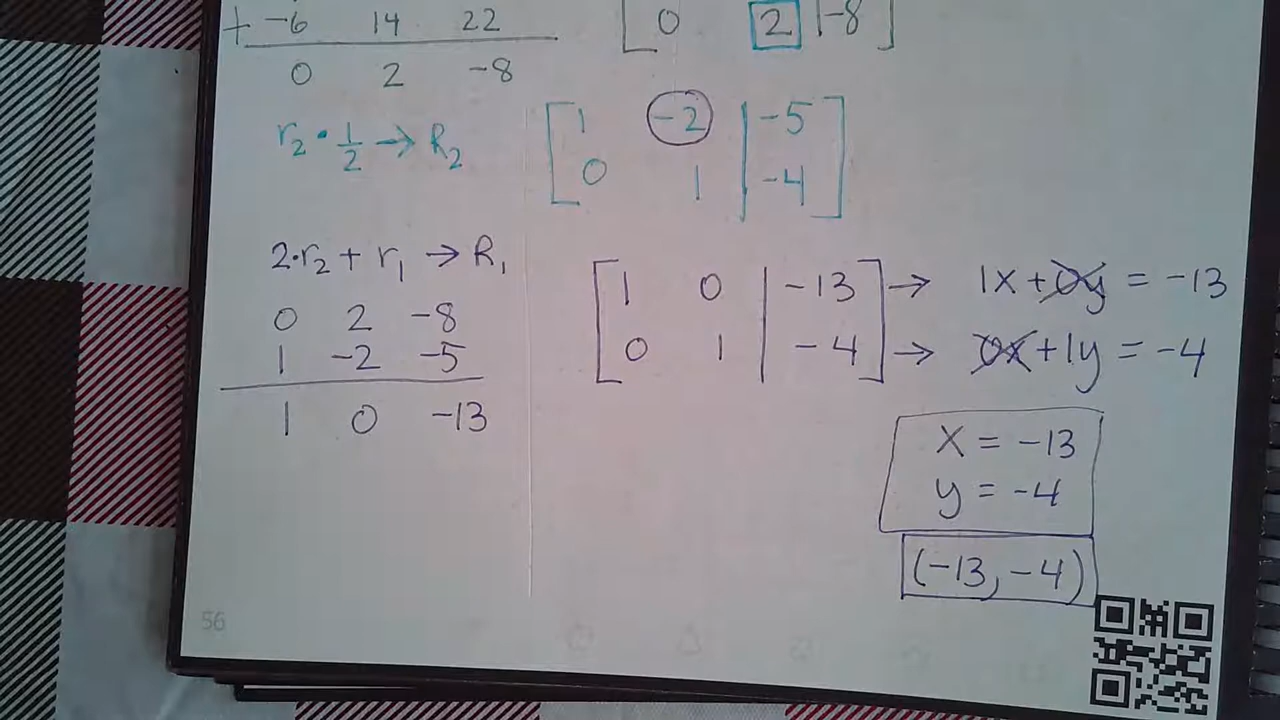 + -6 14 22
0 2 -8
[ 0 2 | -8 ]
r₂ · 1/2 → R₂
[ 1 -2 | -5 ]
[ 0 1 | -4 ]
2·r₂ + r₁ → R₁
0 2 -8
1 -2 -5
1 0 -13
[ 1 0 | -13 ] → 1x + 0y = -13
[ 0 1 | -4 ] → 0x + 1y = -4
x = -13
y = -4
(-13, -4)
56